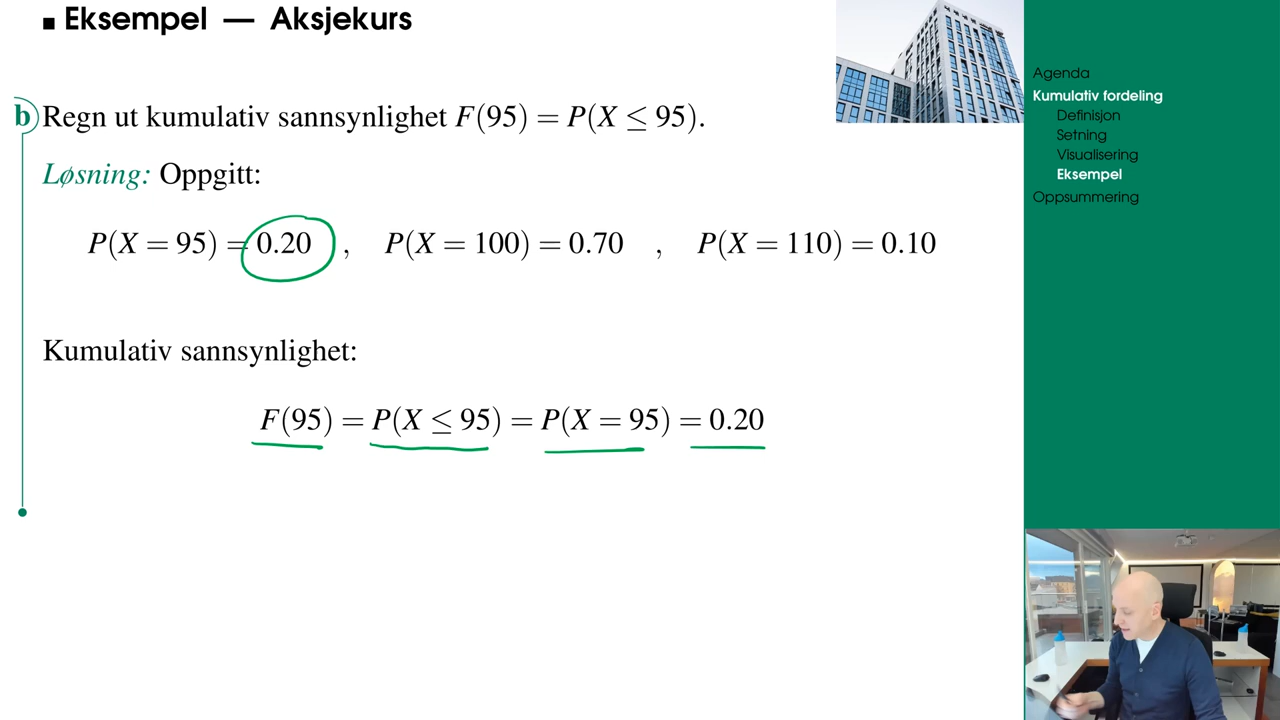 Eksempel — Aksjekurs
b Regn ut kumulativ sannsynlighet F(95) = P(X ≤ 95).
Løsning: Oppgitt:
P(X = 95) = 0.20 , P(X = 100) = 0.70 , P(X = 110) = 0.10
Kumulativ sannsynlighet:
F(95) = P(X ≤ 95) = P(X = 95) = 0.20
Agenda
Kumulativ fordeling
Definisjon
Setning
Visualisering
Eksempel
Oppsummering